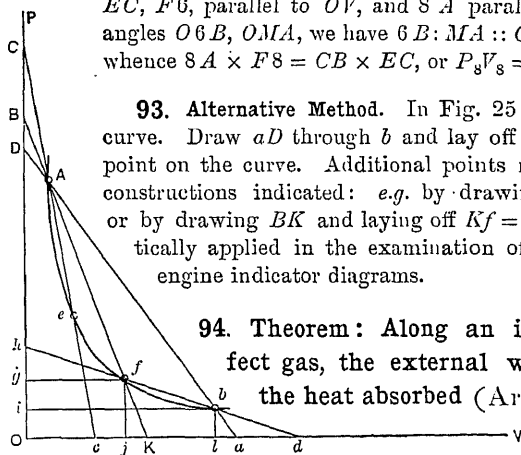 EC, F6, parallel to OV, and 8 A paral
angles O6B, OMA, we have 6B: MA ::
whence 8A × F8 = CB × EC, or P₈V₈ =
93. Alternative Method. In Fig. 25
curve. Draw aD through b and lay off
point on the curve. Additional points
constructions indicated: e.g. by drawi
or by drawing BK and laying off Kf =
tically applied in the examination of
engine indicator diagrams.
94. Theorem: Along an i
fect gas, the external w
the heat absorbed (Ar
P
C
B
D
A
e
h
g
f
i
b
O
c
j
K
l
a
d
V